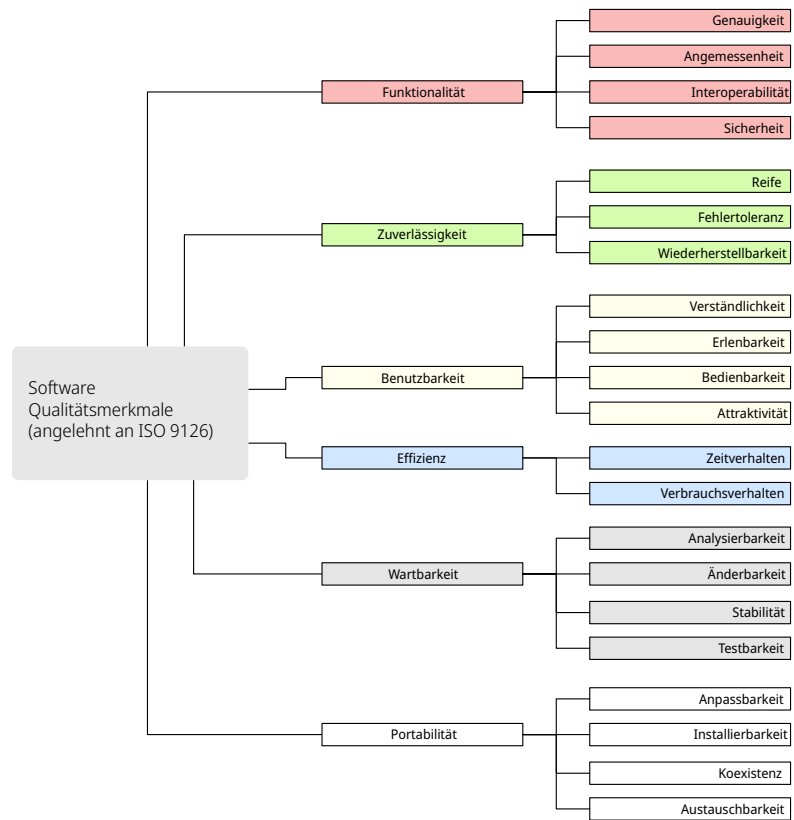 Software
Qualitätsmerkmale
(angelehnt an ISO 9126)
Funktionalität
Genauigkeit
Angemessenheit
Interoperabilität
Sicherheit
Zuverlässigkeit
Reife
Fehlertoleranz
Wiederherstellbarkeit
Benutzbarkeit
Verständlichkeit
Erlenbarkeit
Bedienbarkeit
Attraktivität
Effizienz
Zeitverhalten
Verbrauchsverhalten
Wartbarkeit
Analysierbarkeit
Änderbarkeit
Stabilität
Testbarkeit
Portabilität
Anpassbarkeit
Installierbarkeit
Koexistenz
Austauschbarkeit